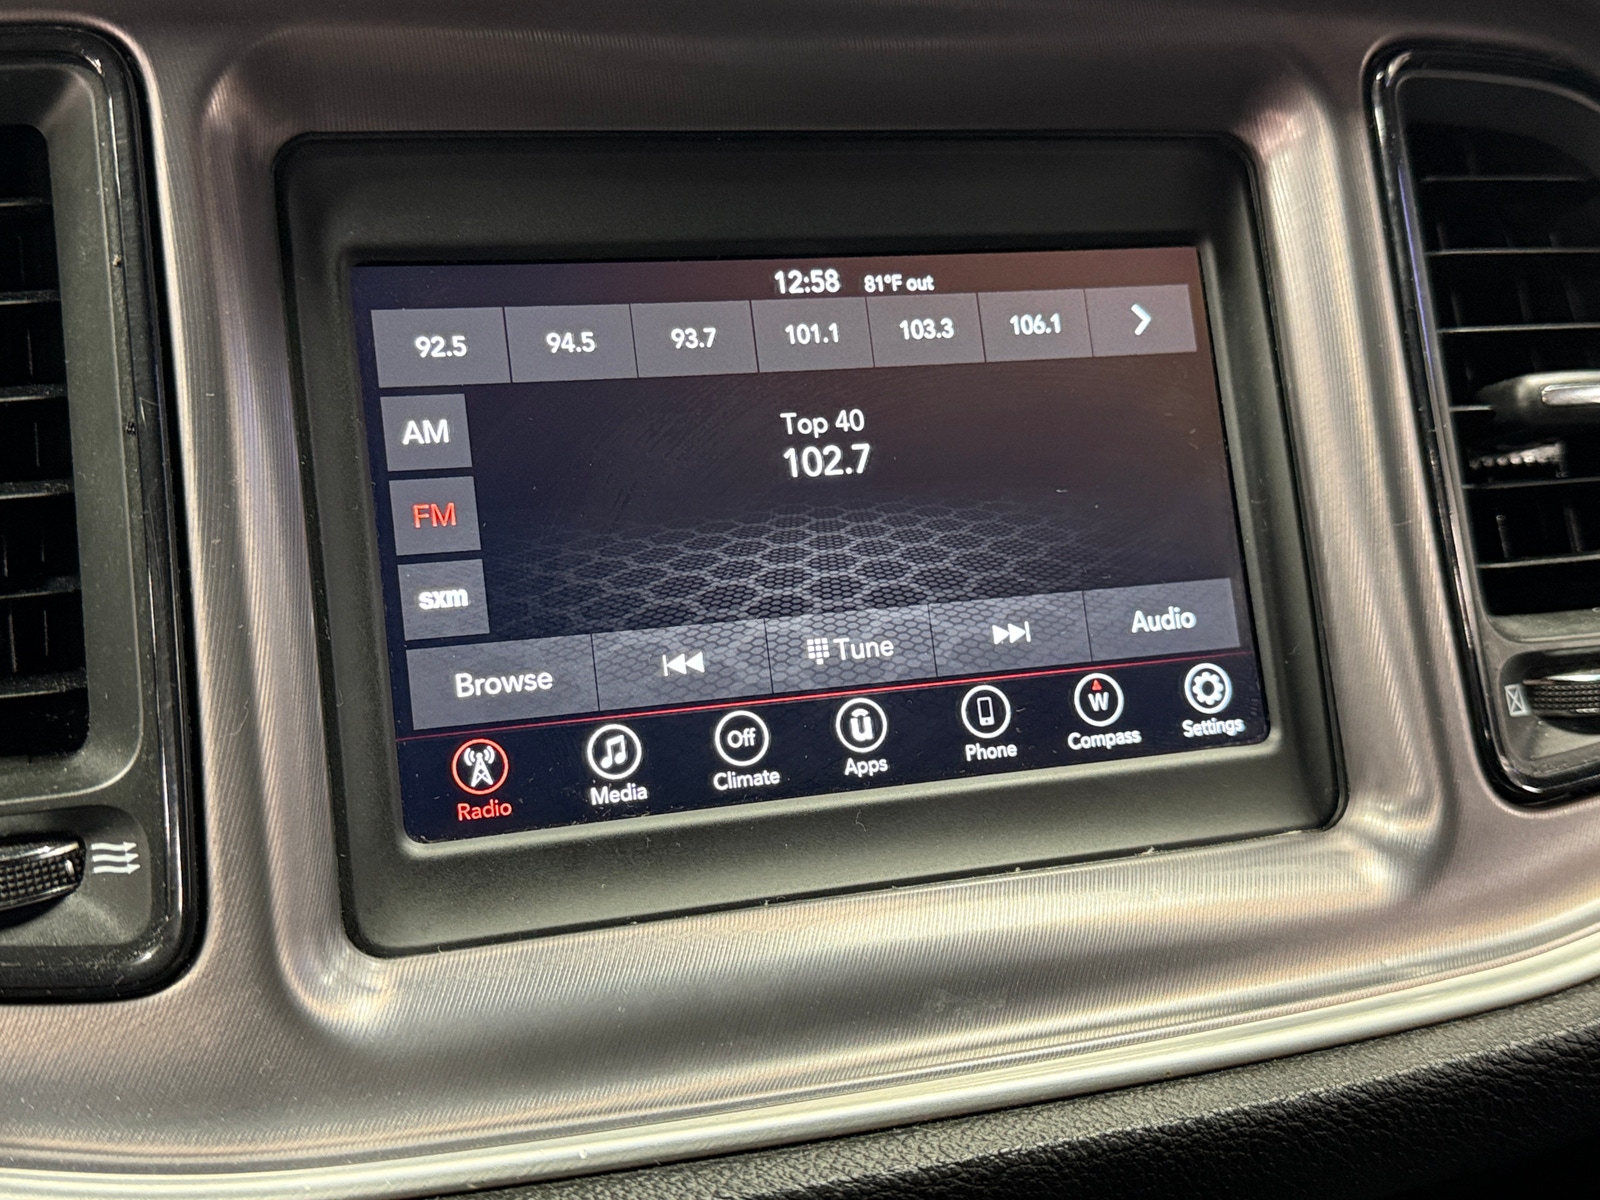 12:58 81°F out
92.5 94.5 93.7 101.1 103.3 106.1
AM
Top 40
102.7
FM
sxm
Browse Tune Audio
Off
W
Radio Media Climate Apps Phone Compass Settings